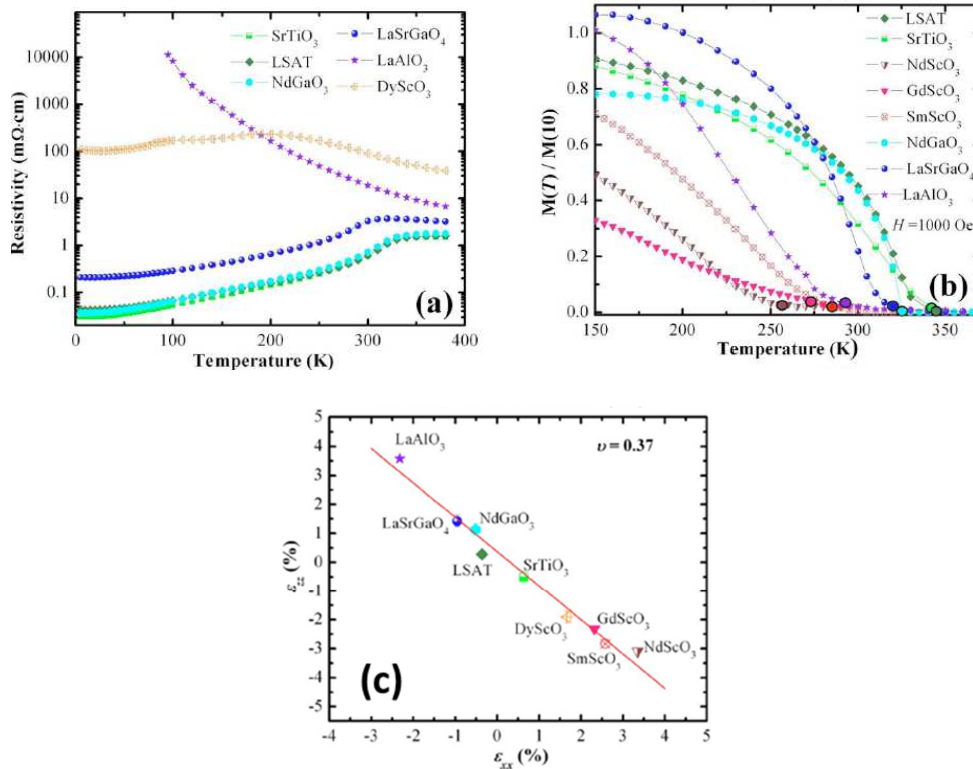 10000
1000
100
10
1
0.1
Resistivity (mΩ·cm)
SrTiO3
LSAT
NdGaO3
LaSrGaO4
LaAlO3
DyScO3
(a)
0 100 200 300 400
Temperature (K)
1.0
0.8
0.6
0.4
0.2
0.0
M(T) / M(10)
LSAT
SrTiO3
NdScO3
GdScO3
SmScO3
NdGaO3
LaSrGaO4
LaAlO3
H =1000 Oe
(b)
150 200 250 300 350
Temperature (K)
5
4
3
2
1
0
-1
-2
-3
-4
-5
εzz (%)
υ = 0.37
LaAlO3
LaSrGaO4
NdGaO3
LSAT
SrTiO3
DyScO3
GdScO3
SmScO3
NdScO3
(c)
-4 -3 -2 -1 0 1 2 3 4 5
εxx (%)